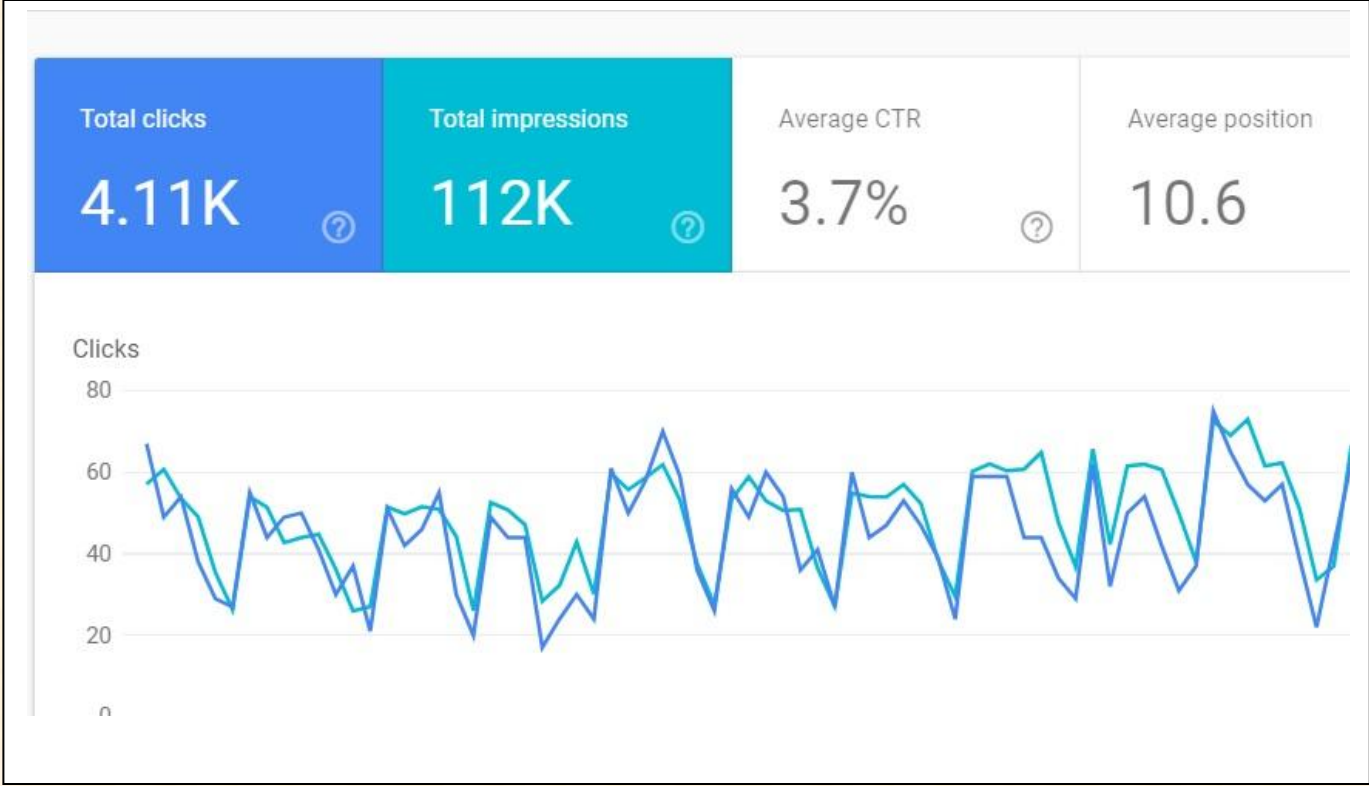 Total clicks
Total impressions
Average CTR
Average position
4.11K
112K
3.7%
10.6
Clicks
80
60
40
20
0